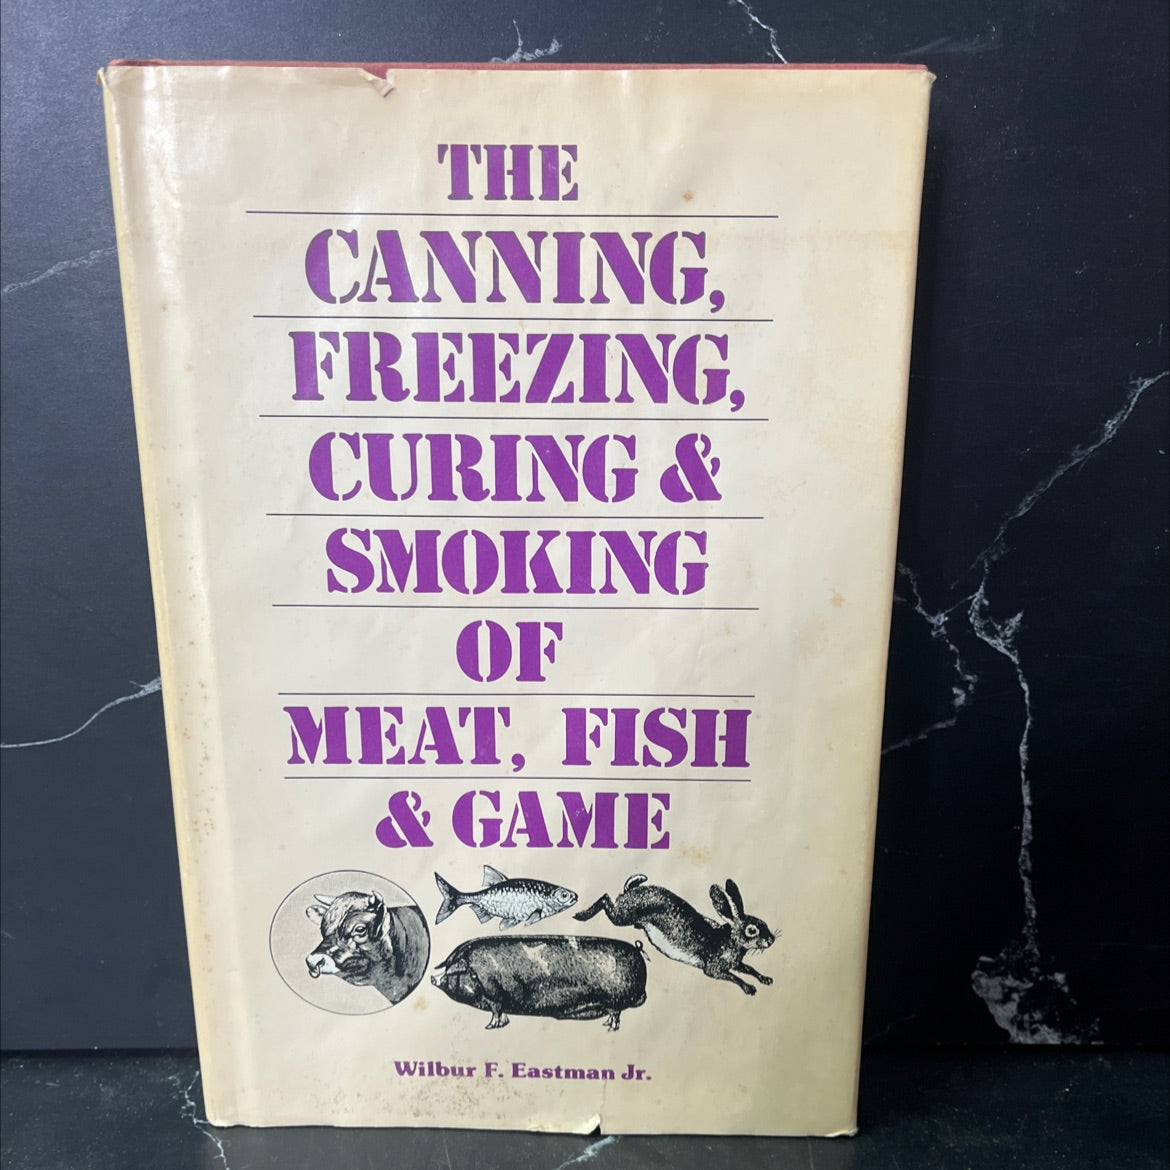 THE
CANNING,
FREEZING,
CURING &
SMOKING
OF
MEAT, FISH
& GAME
Wilbur F. Eastman Jr.